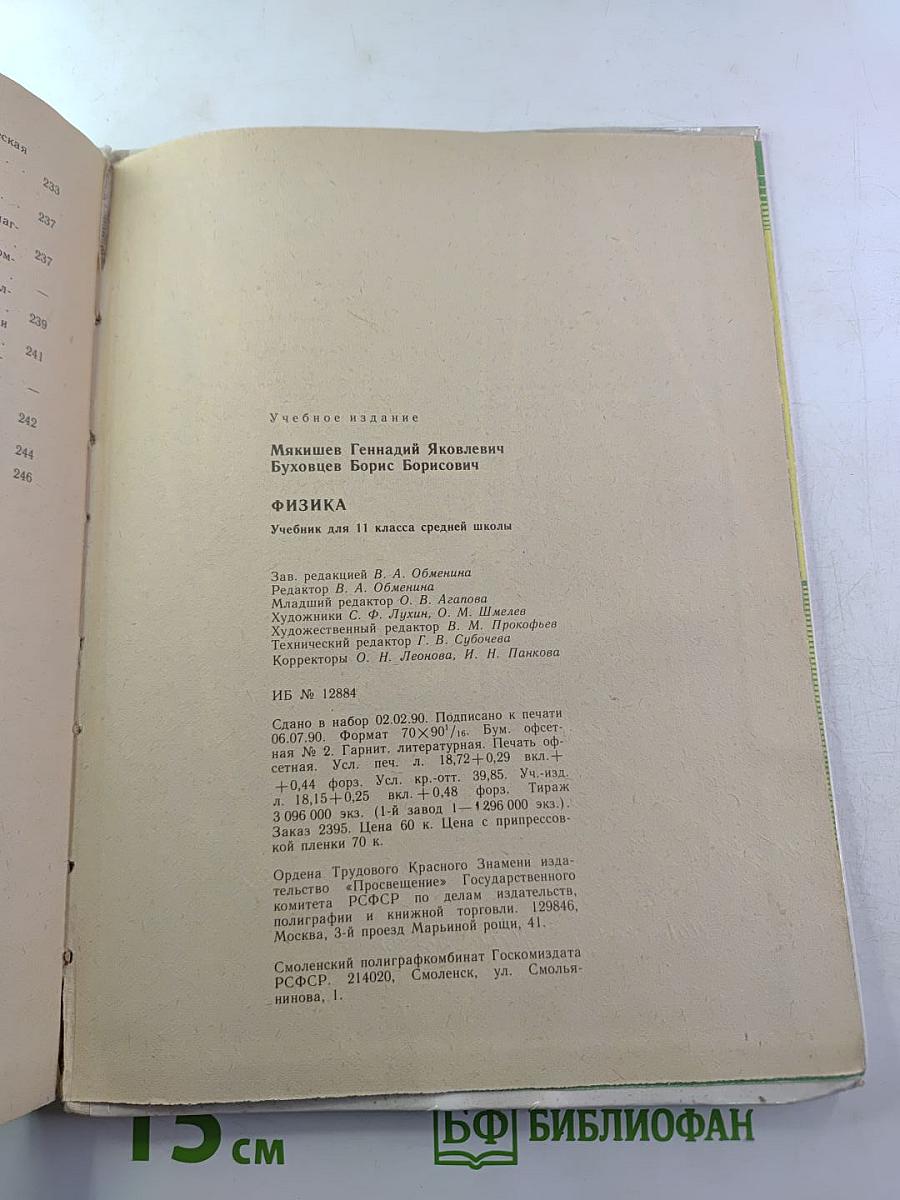 еская
233
237
маг-
ом-
237
—
л-
239
и
241
—
242
244
246
Учебное издание
Мякишев Геннадий Яковлевич
Буховцев Борис Борисович
ФИЗИКА
Учебник для 11 класса средней школы
Зав. редакцией В. А. Обменина
Редактор В. А. Обменина
Младший редактор О. В. Агапова
Художники С. Ф. Лухин, О. М. Шмелев
Художественный редактор В. М. Прокофьев
Технический редактор Г. В. Субочева
Корректоры О. Н. Леонова, И. Н. Панкова
ИБ № 12884
Сдано в набор 02.02.90. Подписано к печати
06.07.90. Формат 70×90¹/₁₆. Бум. офсет-
ная № 2. Гарнит. литературная. Печать оф-
сетная. Усл. печ. л. 18,72+0,29 вкл.+
+0,44 форз. Усл. кр.-отт. 39,85. Уч.-изд.
л. 18,15+0,25 вкл.+0,48 форз. Тираж
3 096 000 экз. (1-й завод 1—1 296 000 экз.).
Заказ 2395. Цена 60 к. Цена с припрессов-
кой пленки 70 к.
Ордена Трудового Красного Знамени изда-
тельство «Просвещение» Государственного
комитета РСФСР по делам издательств,
полиграфии и книжной торговли. 129846,
Москва, 3-й проезд Марьиной рощи, 41.
Смоленский полиграфкомбинат Госкомиздата
РСФСР. 214020, Смоленск, ул. Смолья-
нинова, 1.
15 см
БФ БИБЛИОФАН